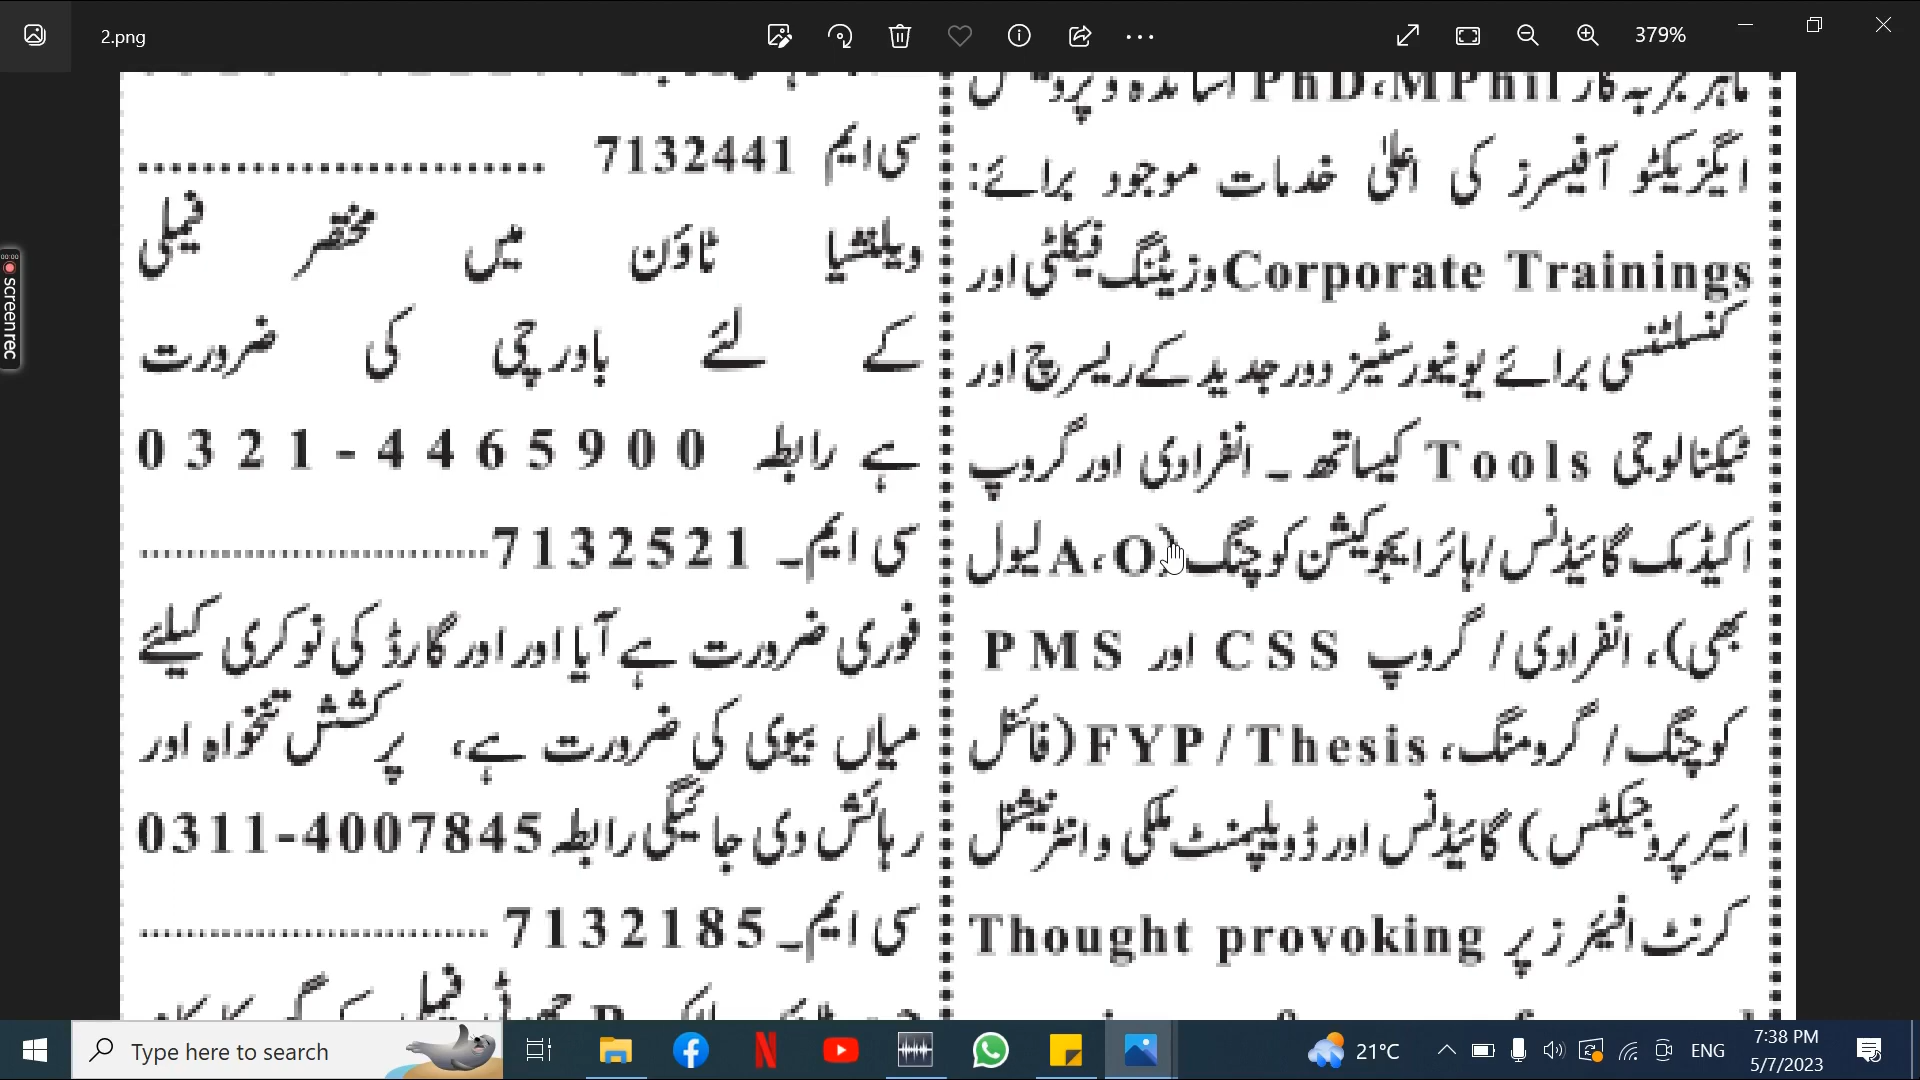 2.png
379%
screenrec
ماہر تجربہ کار PhD،MPhil اساتذہ و پروفیشنل
ایگزیکٹو آفیسرز کی اعلیٰ خدمات موجود برائے:
Corporate Trainings وزیٹنگ فیکلٹی اور
کنسلٹنسی برائے یونیورسٹیز دور جدید کے ریسرچ اور
ٹیکنالوجی Tools کیساتھ ۔ انفرادی اور گروپ
اکیڈمک گائیڈنس/ہائر ایجوکیشن کوچنگ (A،O لیول
بھی)، انفرادی/گروپ CSS اور PMS
کوچنگ/گرومنگ، FYP/Thesis (فائنل
ائیر پروجیکٹس) گائیڈنس اور ڈویلپمنٹ ملکی و انٹرنیشنل
کرنٹ افیئرز پر Thought provoking
سی ایم 7132441
ویلنشیا ٹاؤن میں مختصر فیملی
کے لئے باورچی کی ضرورت
ہے رابطہ 0321-4465900
سی ایم۔ 7132521
فوری ضرورت ہے آیا اور اور گارڈ کی نوکری کیلئے
میاں بیوی کی ضرورت ہے، پرکشش تنخواہ اور
رہائش دی جائیگی رابطہ 0311-4007845
سی ایم۔ 7132185
Type here to search
21°C
ENG
7:38 PM
5/7/2023